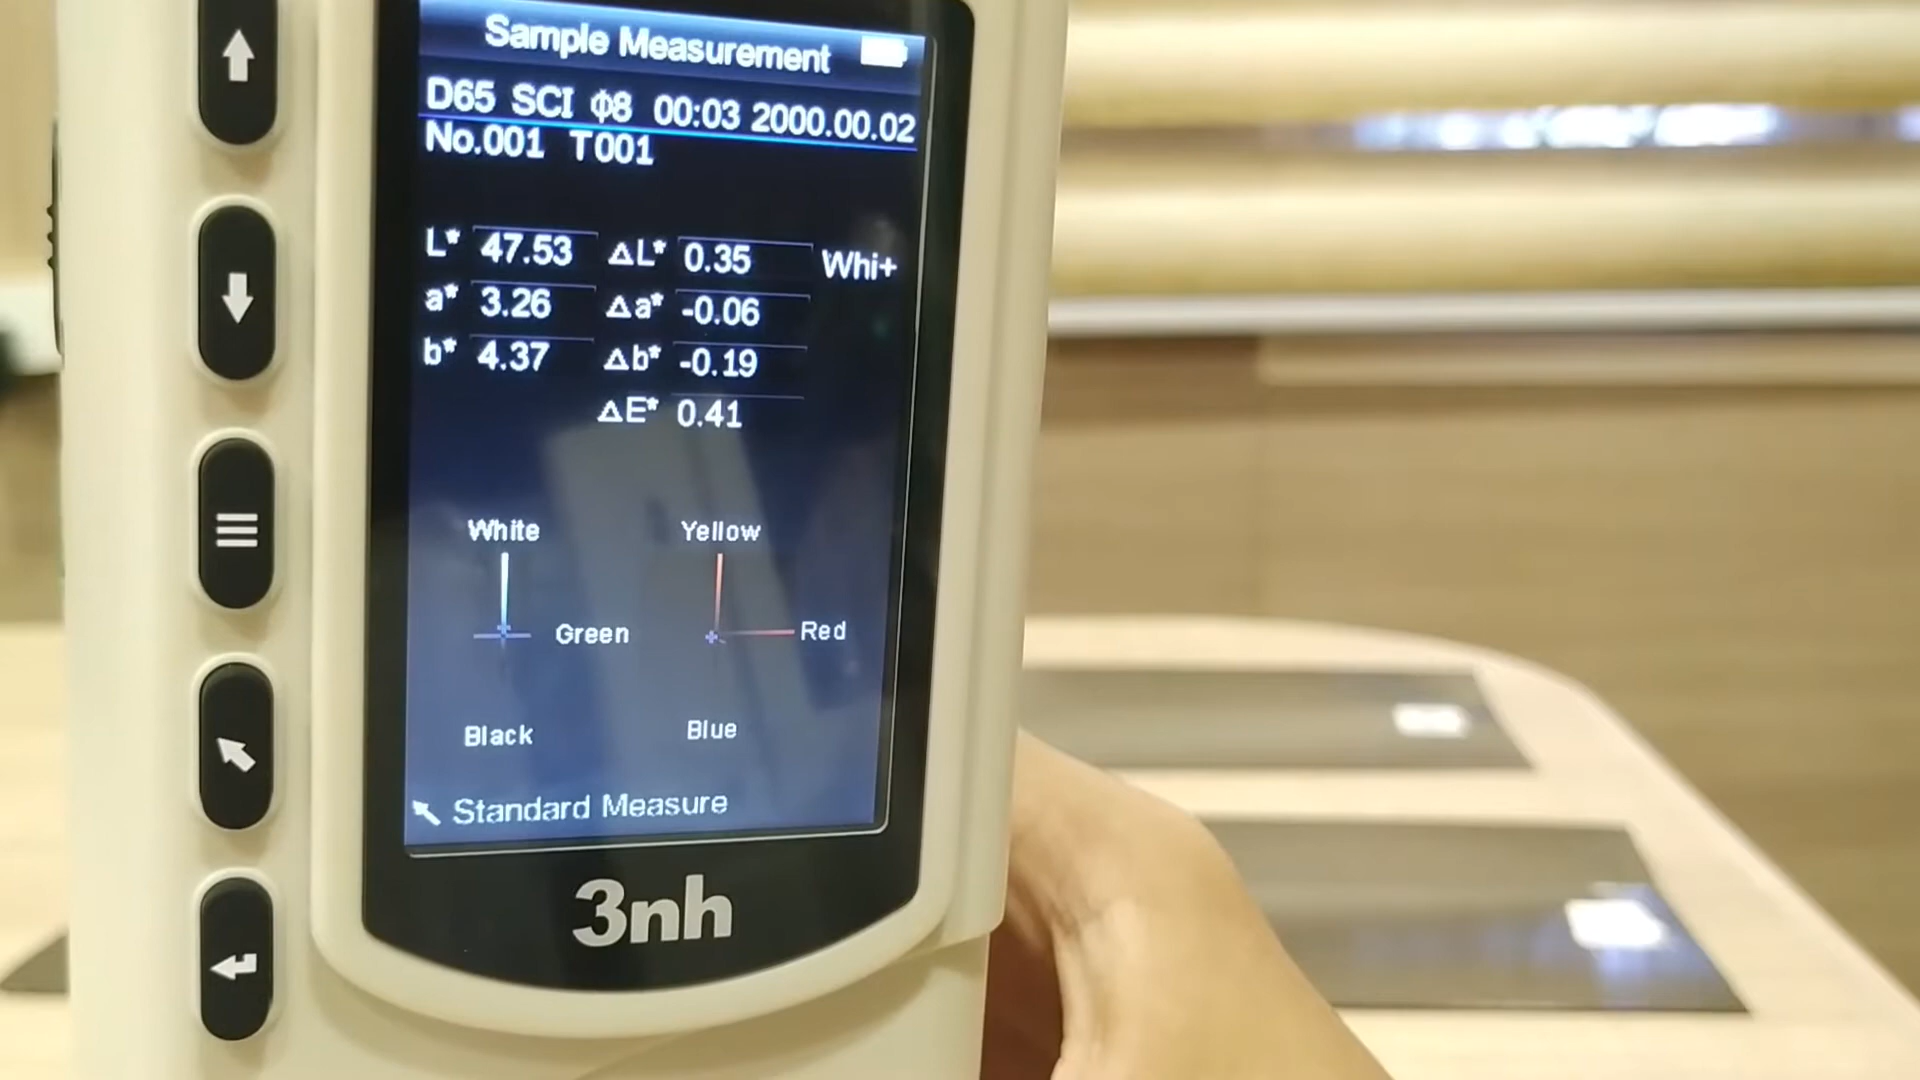 Sample Measurement
D65 SCI Φ8 00:03 2000.00.02
No.001 T001
L* 47.53 ΔL* 0.35 Whi+
a* 3.26 Δa* -0.06
b* 4.37 Δb* -0.19
ΔE* 0.41
White Yellow
Green Red
Black Blue
Standard Measure
3nh